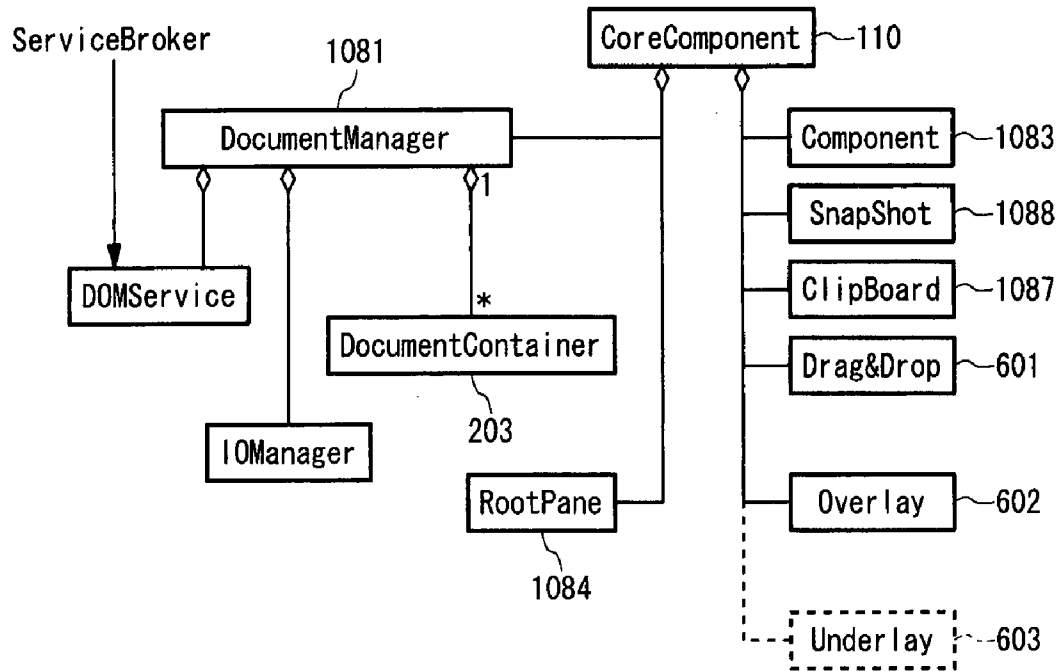 ServiceBroker
CoreComponent
110
1081
DocumentManager
Component
1083
1
SnapShot
1088
DOMService
ClipBoard
1087
*
DocumentContainer
Drag&Drop
601
203
IOManager
RootPane
Overlay
602
1084
Underlay
603